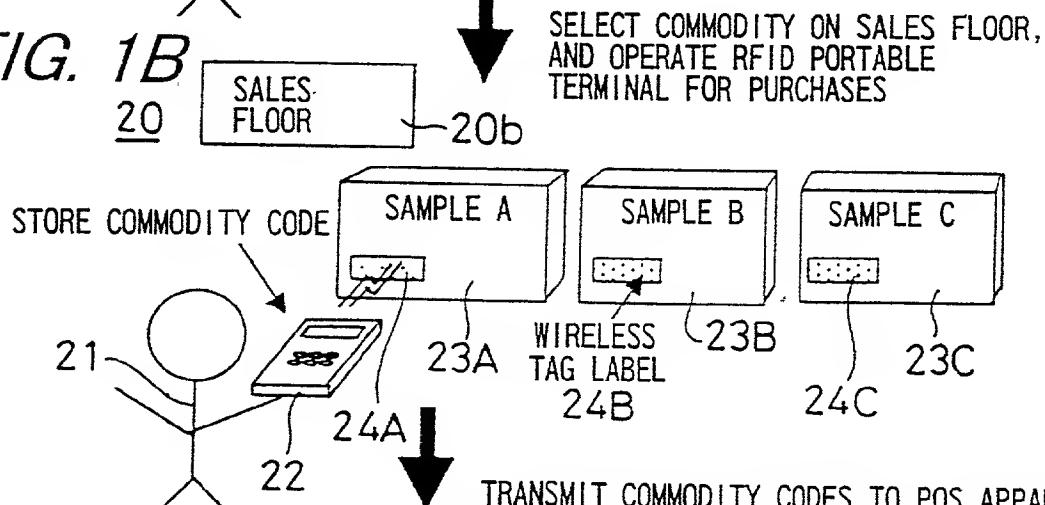 SELECT COMMODITY ON SALES FLOOR,
AND OPERATE RFID PORTABLE
TERMINAL FOR PURCHASES
FIG. 1B
20
SALES
FLOOR
20b
STORE COMMODITY CODE
SAMPLE A
SAMPLE B
SAMPLE C
21
22
24A
23A
WIRELESS
TAG LABEL
24B
23B
24C
23C
TRANSMIT COMMODITY CODES TO POS